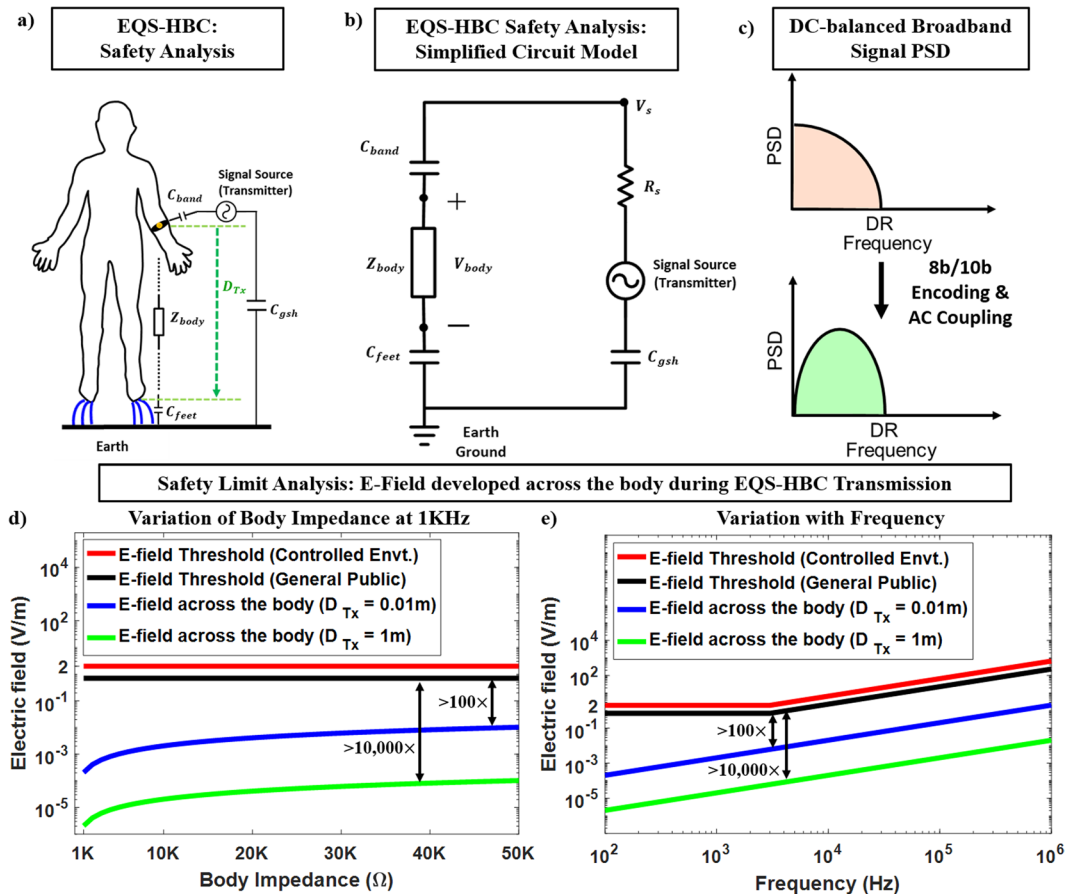 a)
EQS-HBC:
Safety Analysis
Signal Source
(Transmitter)
C_band
D_Tx
Z_body
C_gsh
C_feet
Earth
b)
EQS-HBC Safety Analysis:
Simplified Circuit Model
V_s
C_band
R_s
+
Z_body
V_body
Signal Source
(Transmitter)
−
C_feet
C_gsh
Earth
Ground
c)
DC-balanced Broadband
Signal PSD
PSD
DR
Frequency
8b/10b
Encoding &
AC Coupling
PSD
DR
Frequency
Safety Limit Analysis: E-Field developed across the body during EQS-HBC Transmission
d)
Variation of Body Impedance at 1KHz
E-field Threshold (Controlled Envt.)
E-field Threshold (General Public)
E-field across the body (D Tx = 0.01m)
E-field across the body (D Tx = 1m)
Electric field (V/m)
10^4
10^2
2
10^-1
10^-3
10^-5
>100×
>10,000×
1K
10K
20K
30K
40K
50K
Body Impedance (Ω)
e)
Variation with Frequency
E-field Threshold (Controlled Envt.)
E-field Threshold (General Public)
E-field across the body (D Tx = 0.01m)
E-field across the body (D Tx = 1m)
Electric field (V/m)
10^4
10^2
2
10^-1
10^-3
10^-5
>100×
>10,000×
10^2
10^3
10^4
10^5
10^6
Frequency (Hz)